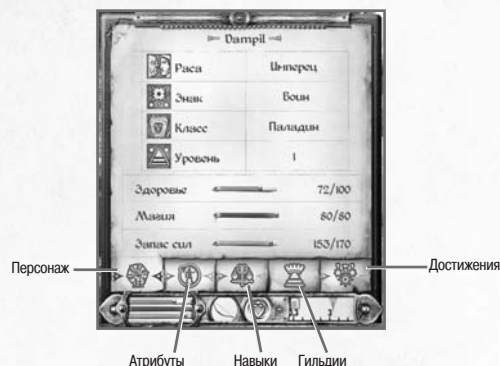 Dampil
Раса Имперец
Знак Воин
Класс Паладин
Уровень 1
Здоровье 72/100
Магия 80/80
Запас сил 153/170
Персонаж
Достижения
Атрибуты Навыки Гильдии